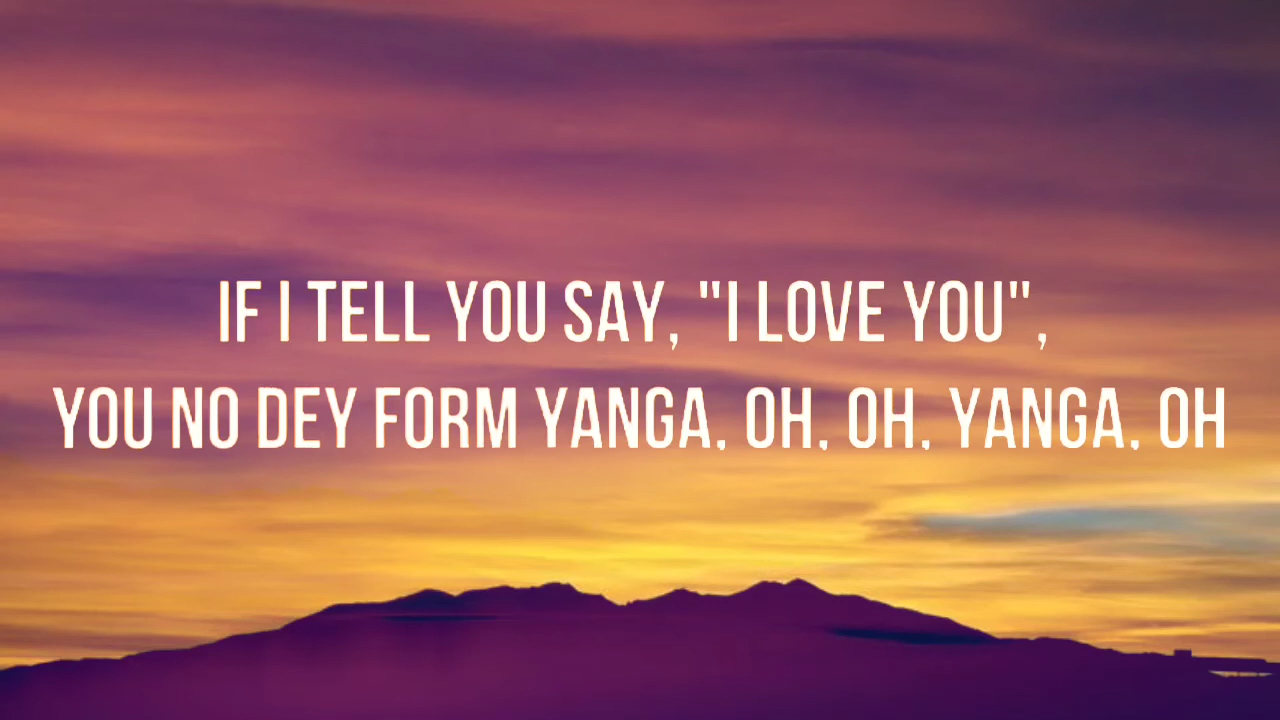 IF I TELL YOU SAY, "I LOVE YOU",
YOU NO DEY FORM YANGA, OH, OH, YANGA, OH